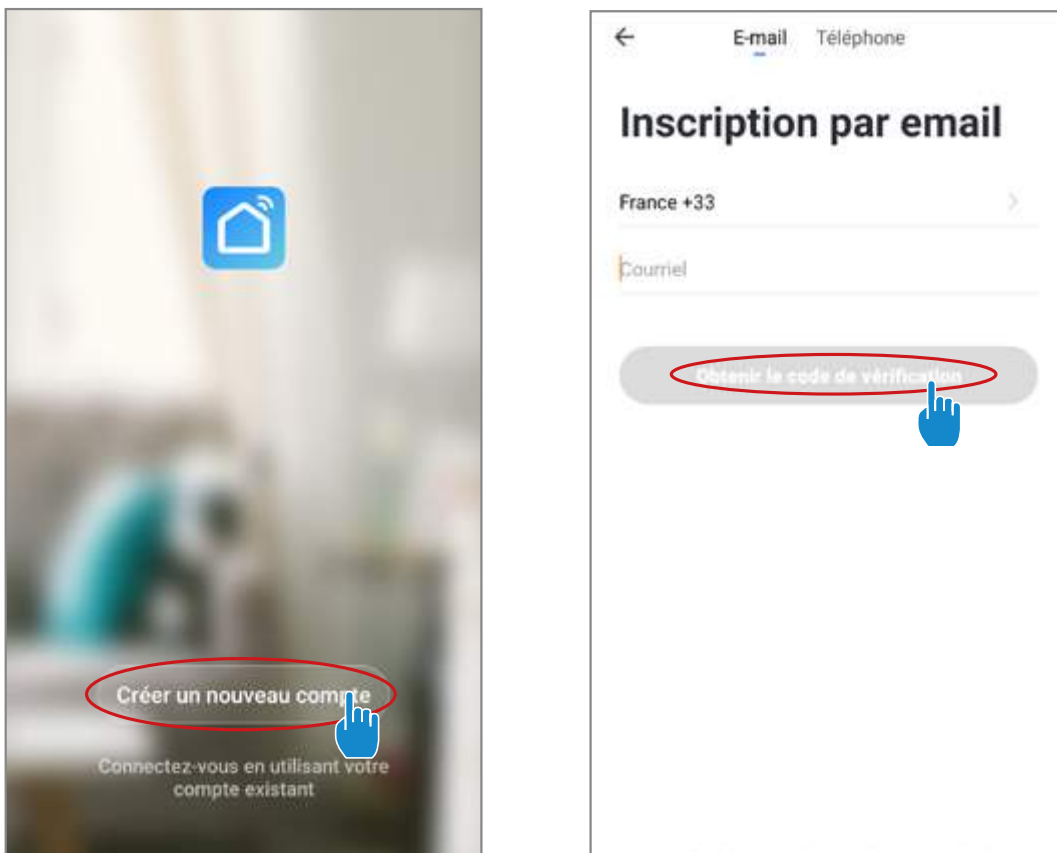 Créer un nouveau compte
Connectez-vous en utilisant votre
compte existant
E-mail Téléphone
Inscription par email
France +33
Courriel
Obtenir le code de vérification